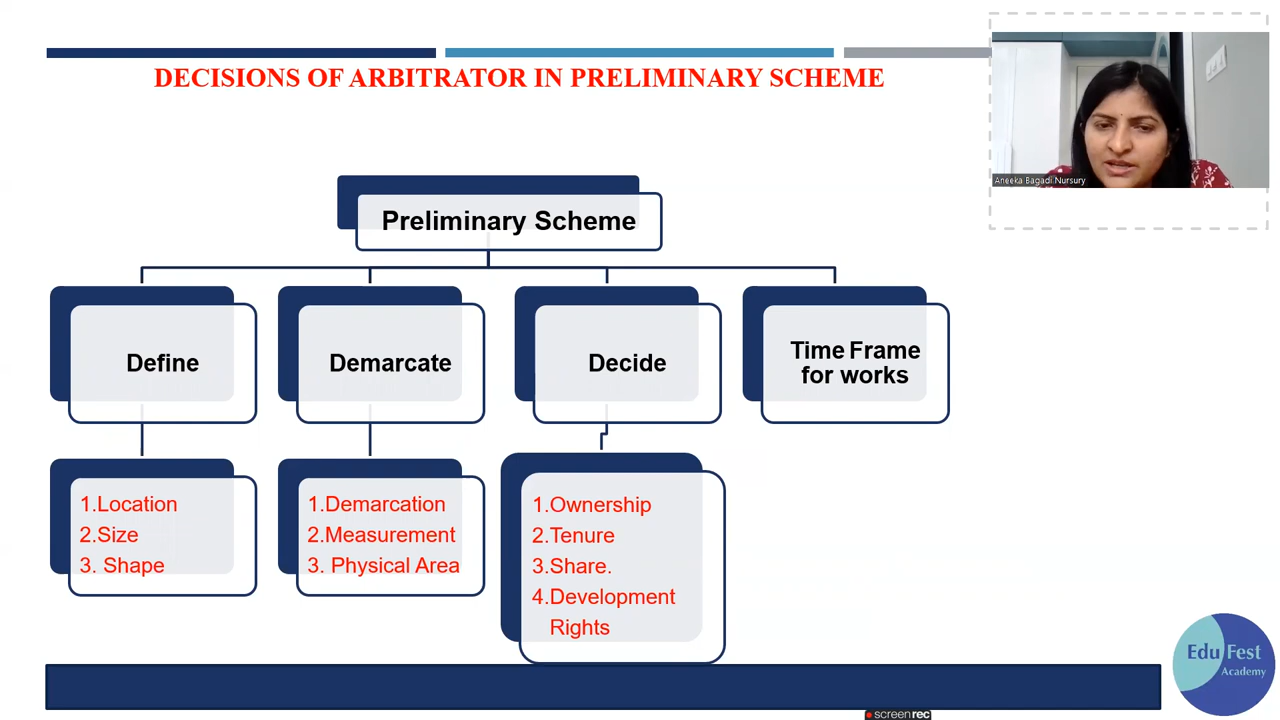 DECISIONS OF ARBITRATOR IN PRELIMINARY SCHEME
Aneeka Bagadi Nursury
Preliminary Scheme
Define
Demarcate
Decide
Time Frame
for works
1.Location
2.Size
3. Shape
1.Demarcation
2.Measurement
3. Physical Area
1.Ownership
2.Tenure
3.Share.
4.Development
Rights
Edu Fest
Academy
screenrec